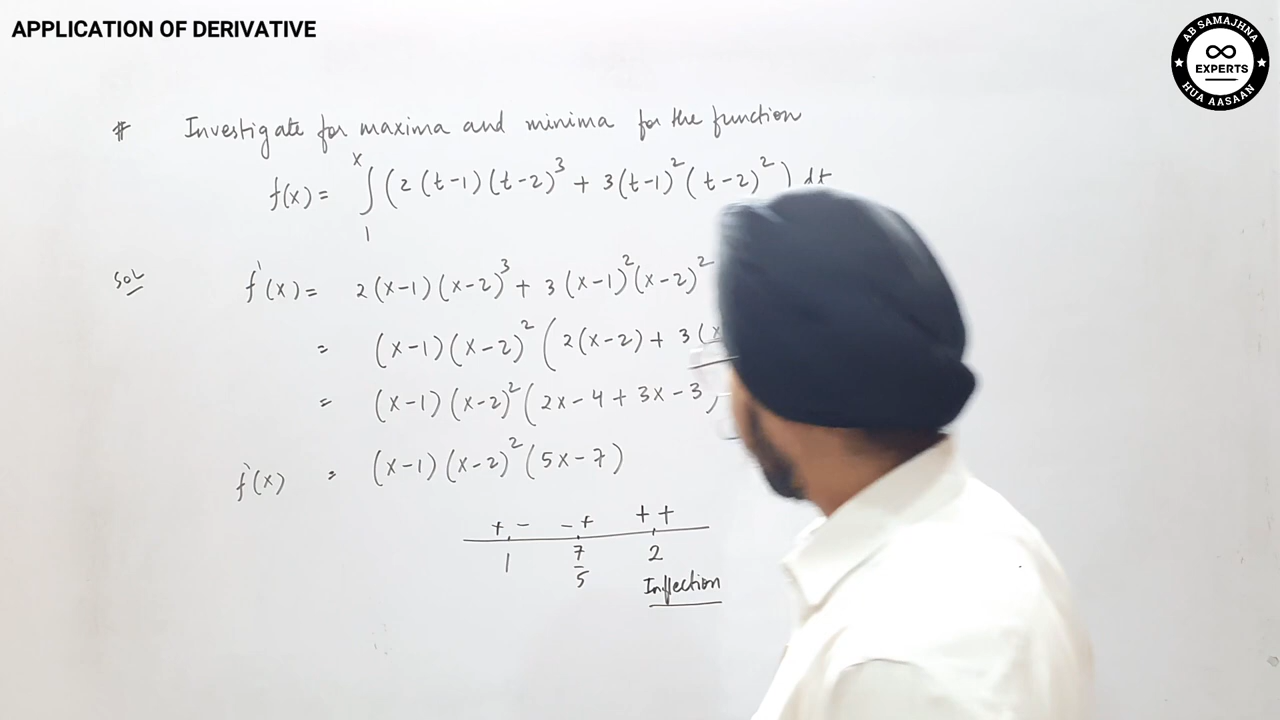 APPLICATION OF DERIVATIVE
AB SAMAJHNA
∞
EXPERTS
HUA AASAAN
# Investigate for maxima and minima for the function
f(x) = ∫₁ˣ (2(t-1)(t-2)³ + 3(t-1)²(t-2)²) dt
Sol
f'(x) = 2(x-1)(x-2)³ + 3(x-1)²(x-2)²
= (x-1)(x-2)²(2(x-2) + 3(x
= (x-1)(x-2)²(2x-4+3x-3)
f'(x) = (x-1)(x-2)²(5x-7)
+ - - + + +
1 7/5 2
Inflection